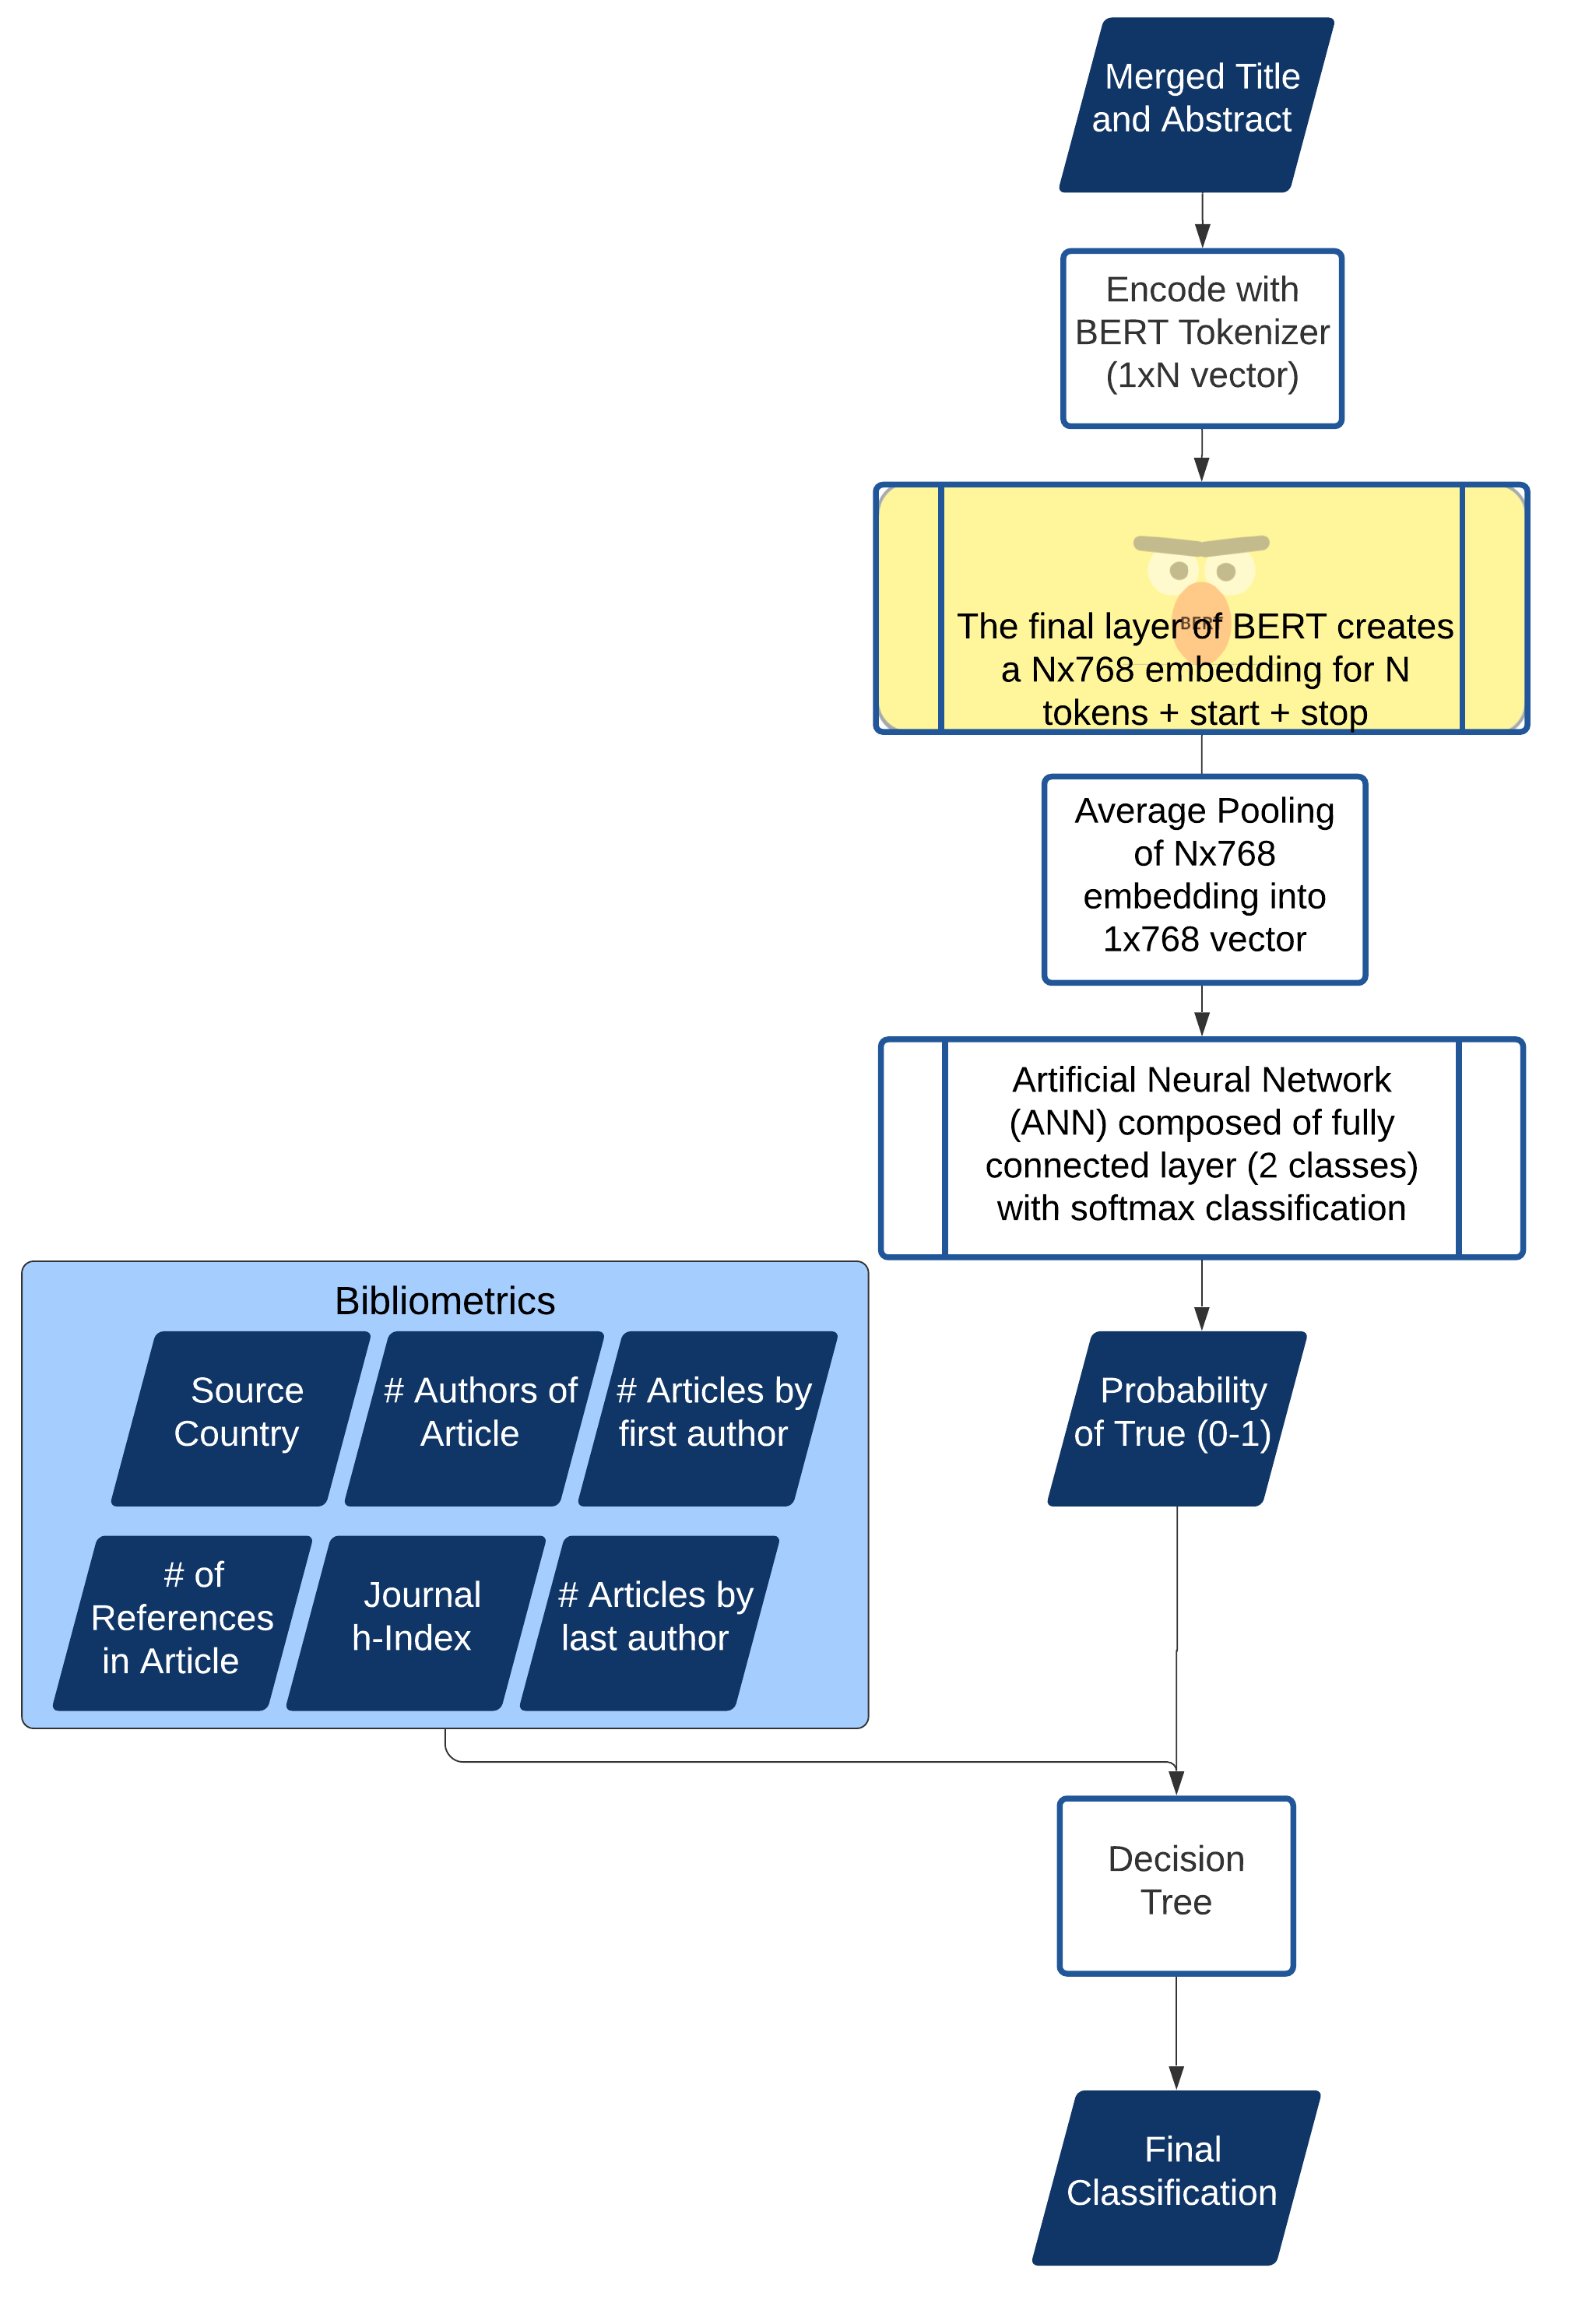 Merged Title
and Abstract
Encode with
BERT Tokenizer
(1xN vector)
BERT
The final layer of BERT creates
a Nx768 embedding for N
tokens + start + stop
Average Pooling
of Nx768
embedding into
1x768 vector
Artificial Neural Network
(ANN) composed of fully
connected layer (2 classes)
with softmax classification
Bibliometrics
Source
Country
# Authors of
Article
# Articles by
first author
# of
References
in Article
Journal
h-Index
# Articles by
last author
Probability
of True (0-1)
Decision
Tree
Final
Classification